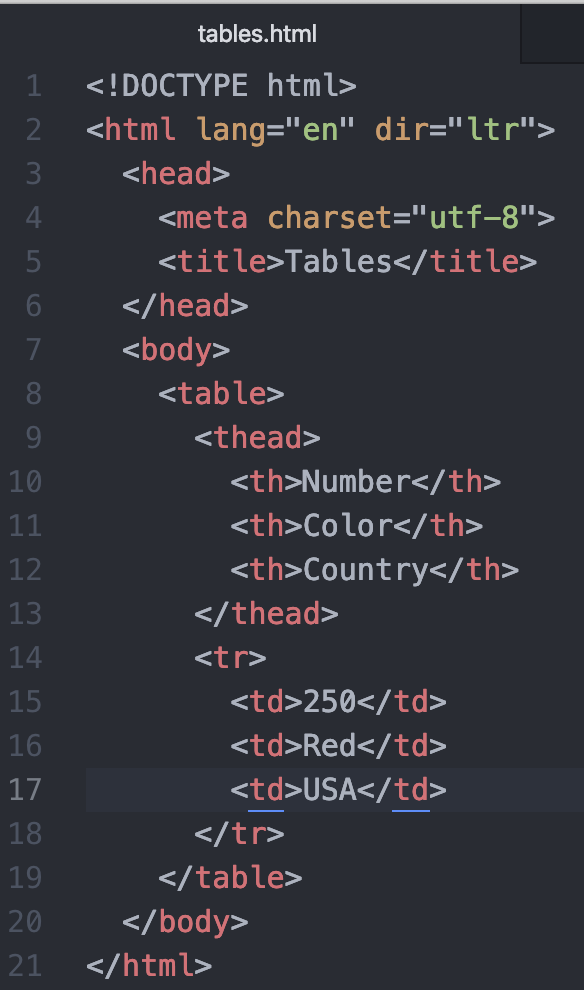 tables.html
1 <!DOCTYPE html>
2 <html lang="en" dir="ltr">
3 <head>
4 <meta charset="utf-8">
5 <title>Tables</title>
6 </head>
7 <body>
8 <table>
9 <thead>
10 <th>Number</th>
11 <th>Color</th>
12 <th>Country</th>
13 </thead>
14 <tr>
15 <td>250</td>
16 <td>Red</td>
17 <td>USA</td>
18 </tr>
19 </table>
20 </body>
21 </html>